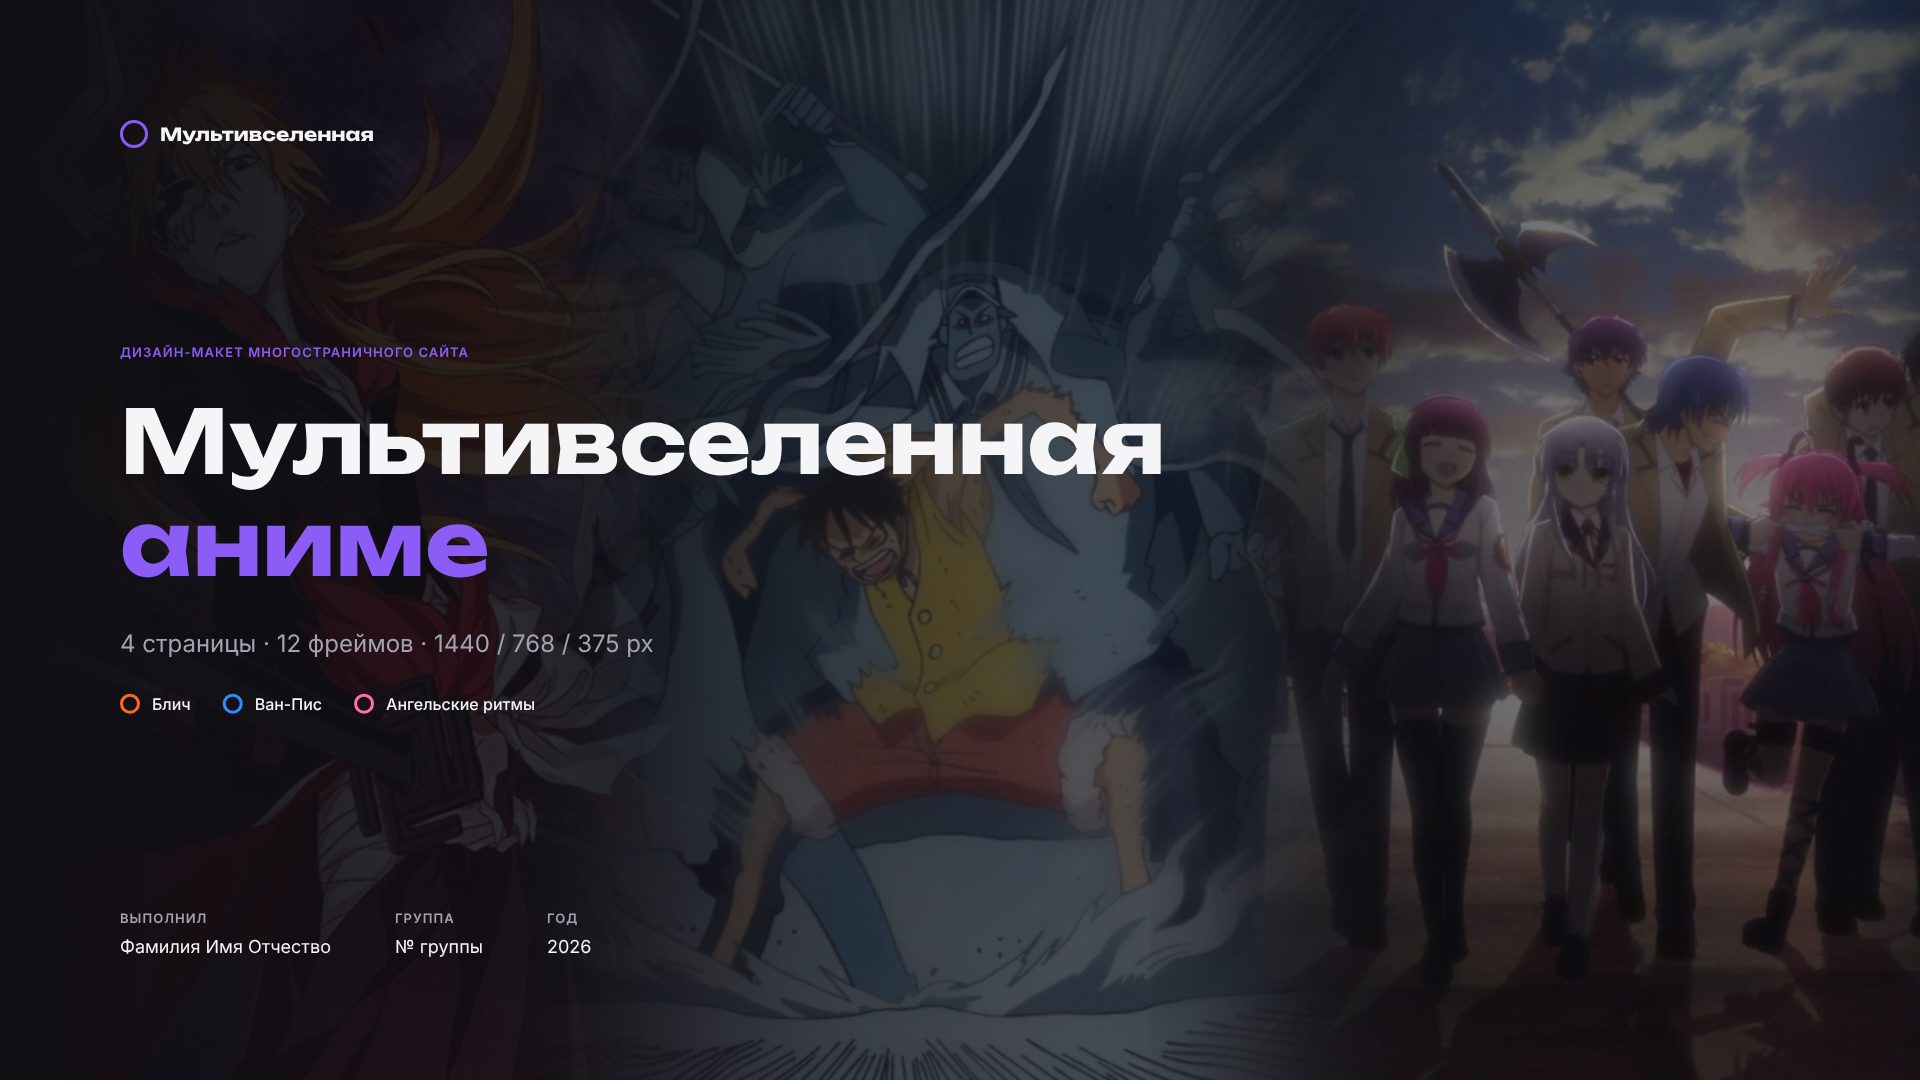 Мультивселенная
ДИЗАЙН-МАКЕТ МНОГОСТРАНИЧНОГО САЙТА
Мультивселенная
аниме
4 страницы · 12 фреймов · 1440 / 768 / 375 px
Блич Ван-Пис Ангельские ритмы
ВЫПОЛНИЛ ГРУППА ГОД
Фамилия Имя Отчество № группы 2026